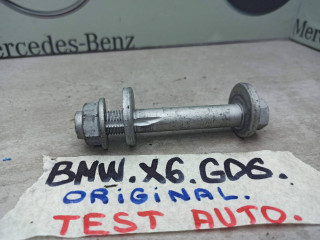 Mercedes-Benz
BMW.X6.G06.
ORIGINAL.
TEST AUTO.